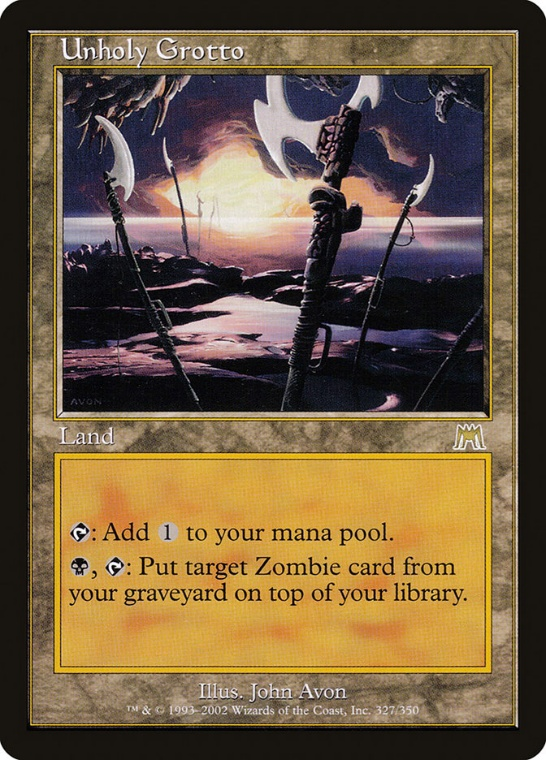 Unholy Grotto
AVON
Land
: Add 1 to your mana pool.
, : Put target Zombie card from
your graveyard on top of your library.
Illus. John Avon
™ & © 1993–2002 Wizards of the Coast, Inc. 327/350